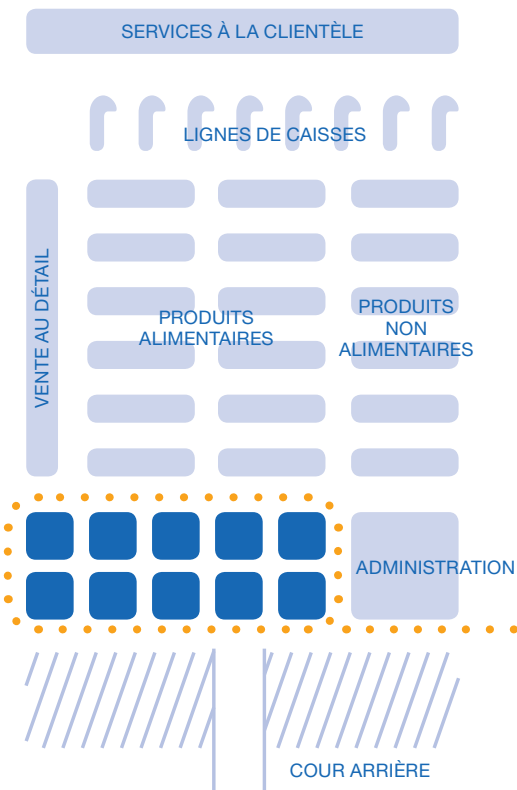 SERVICES À LA CLIENTÈLE
LIGNES DE CAISSES
VENTE AU DÉTAIL
PRODUITS
ALIMENTAIRES
PRODUITS
NON
ALIMENTAIRES
ADMINISTRATION
COUR ARRIÈRE